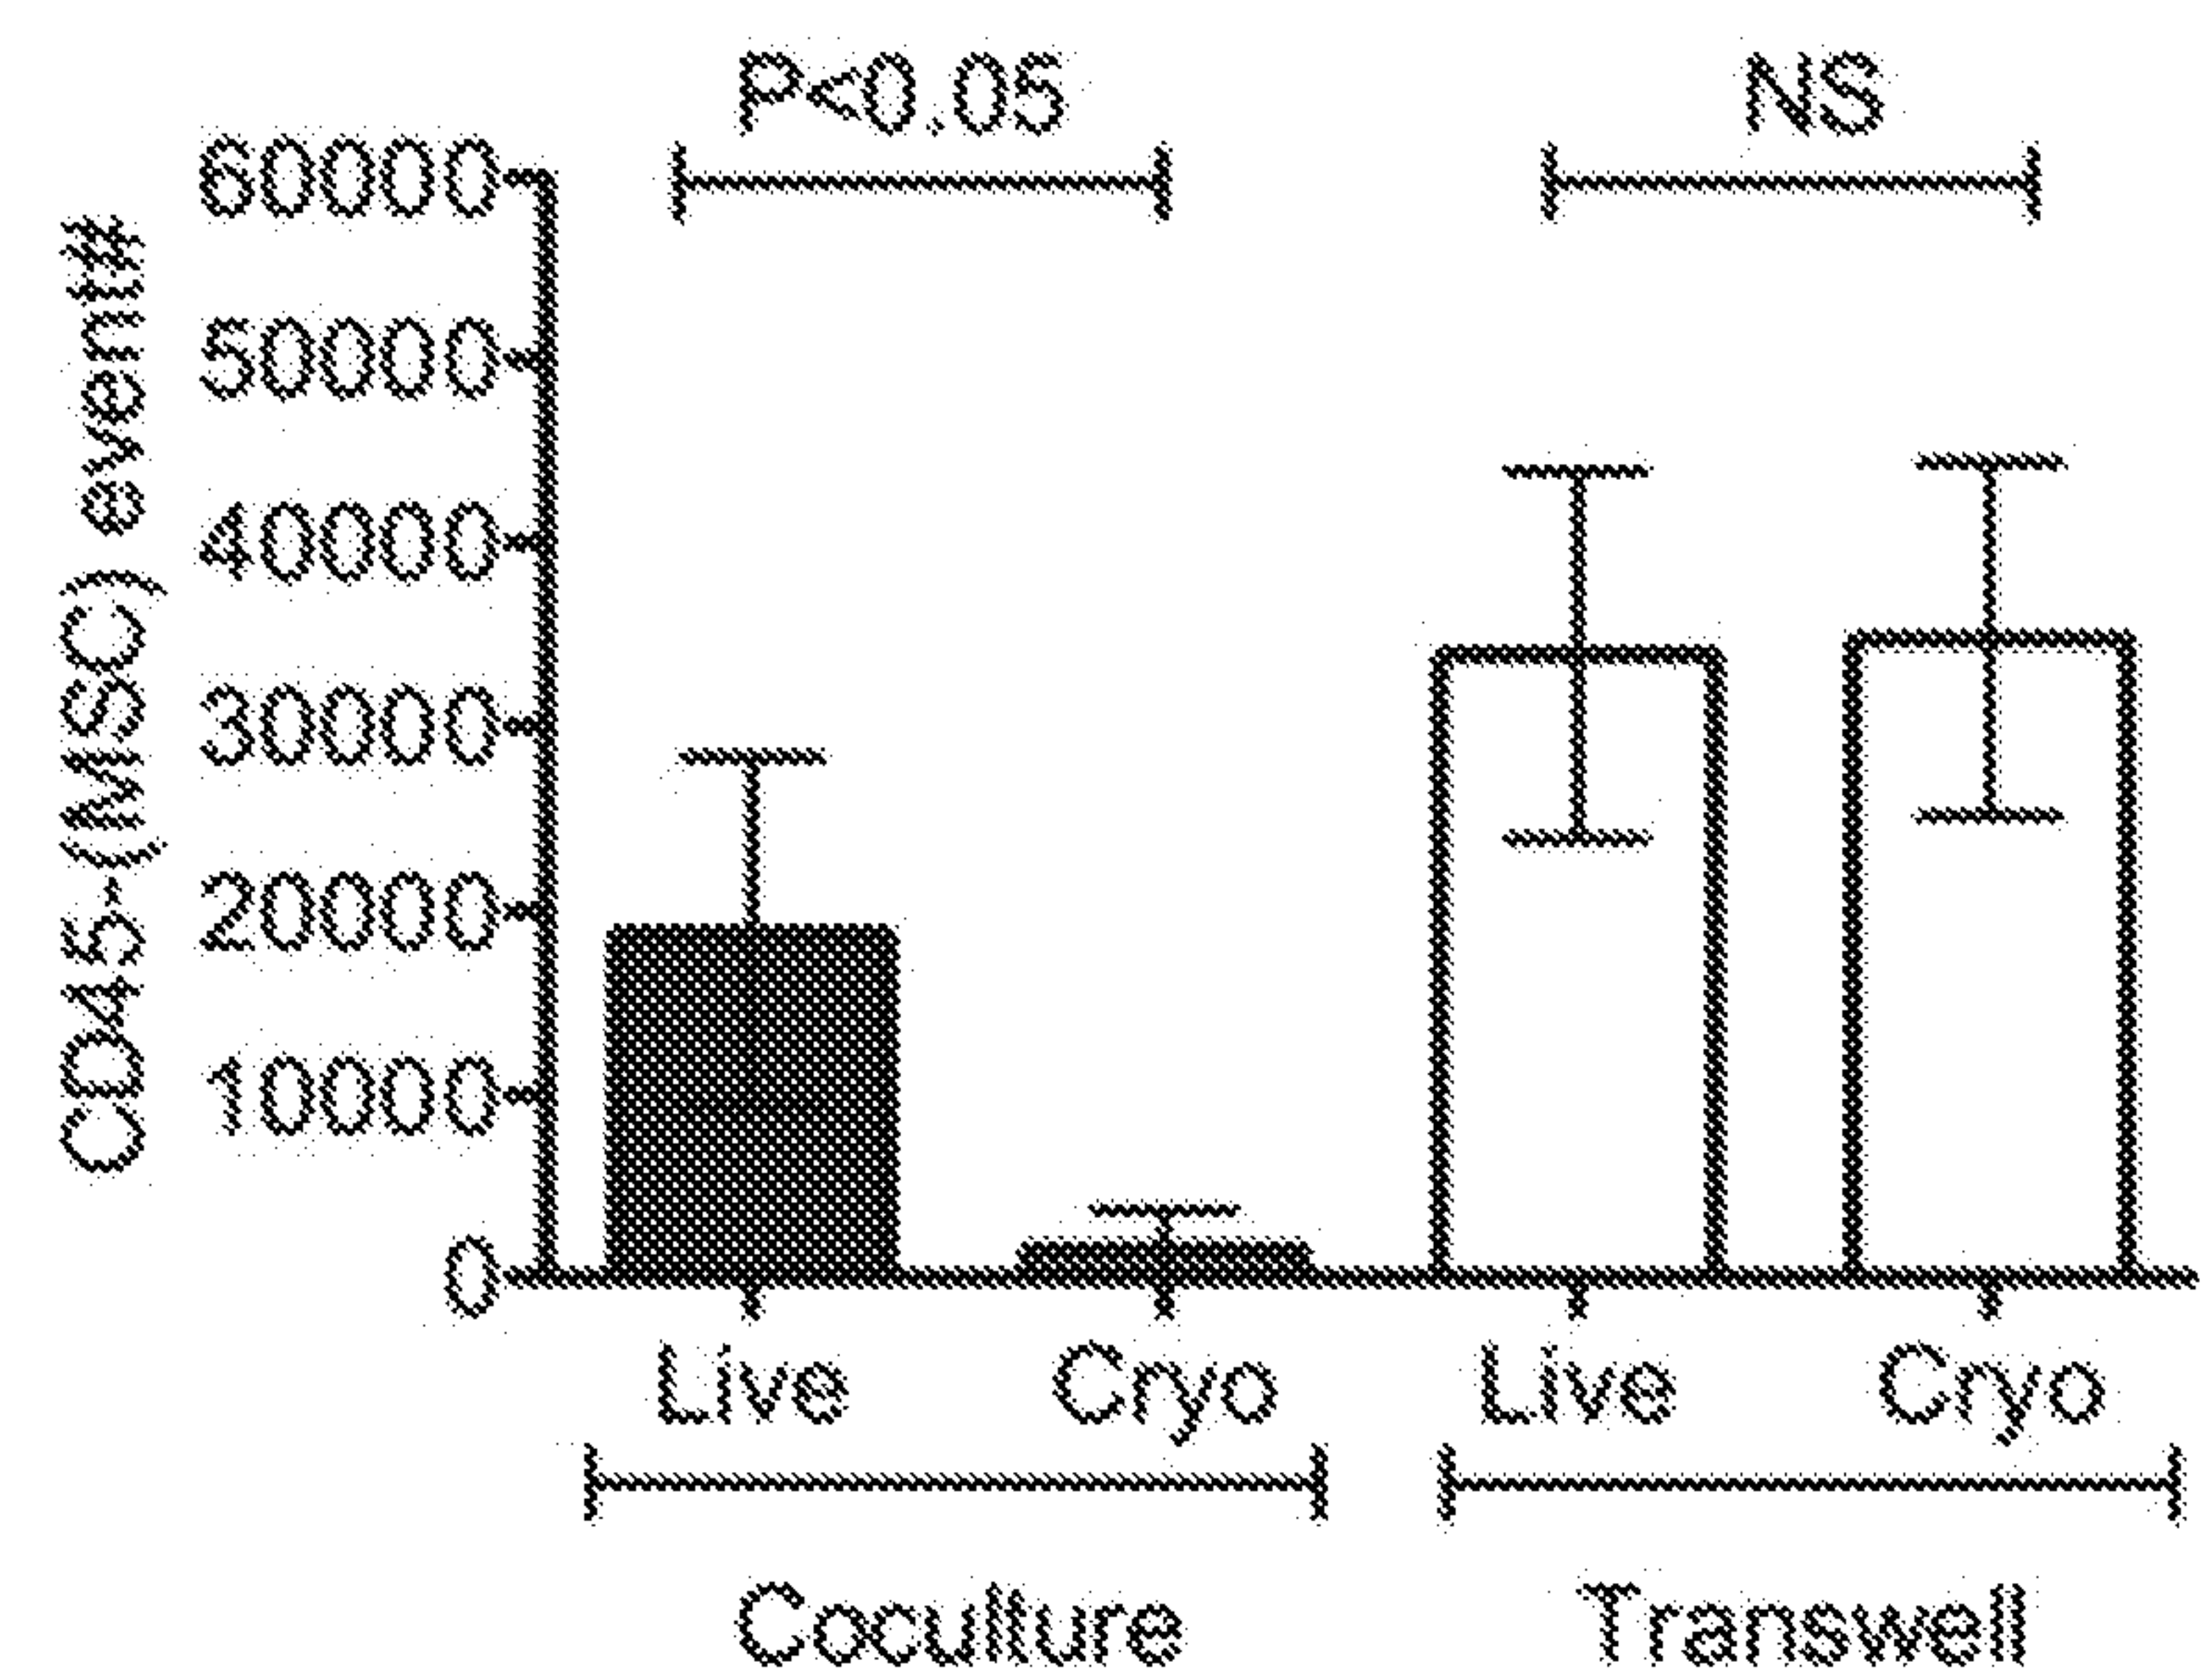 P<0.05 NS
60000
50000
40000
30000
20000
10000
0
CD45-(MSC) event#
Live Cryo Live Cryo
Coculture Transwell